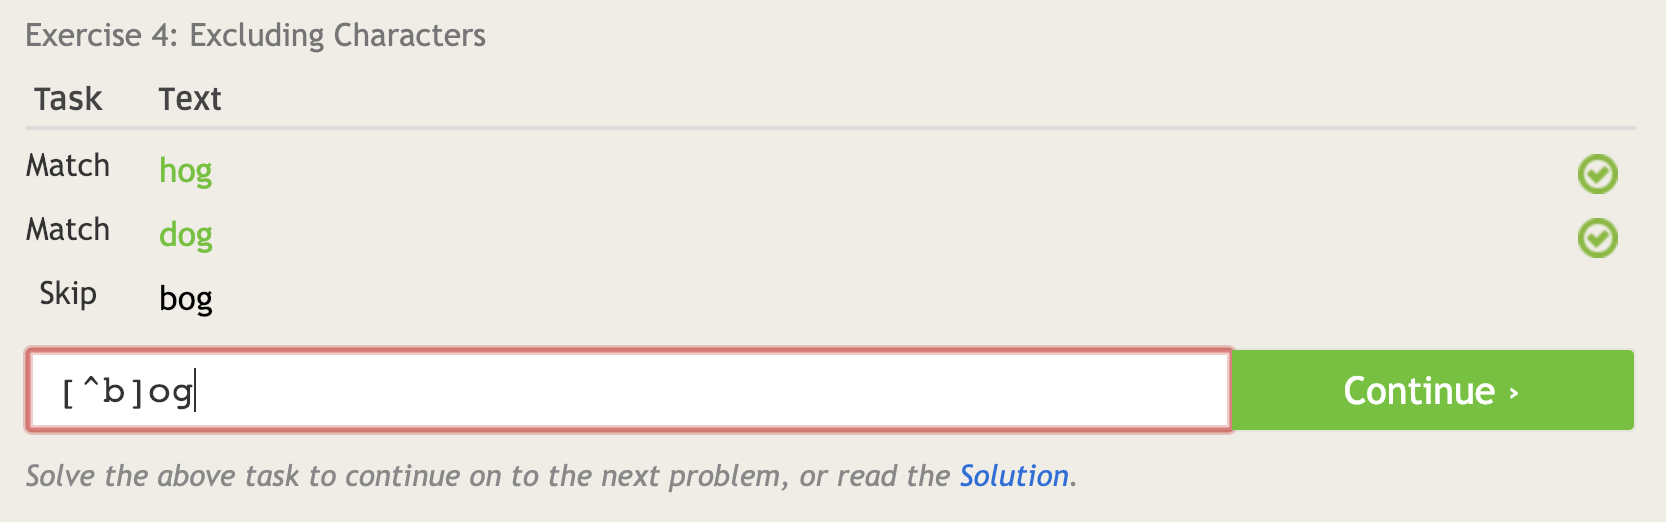 Exercise 4: Excluding Characters
Task Text
Match hog
Match dog
Skip bog
[^b]og Continue ›
Solve the above task to continue on to the next problem, or read the Solution.